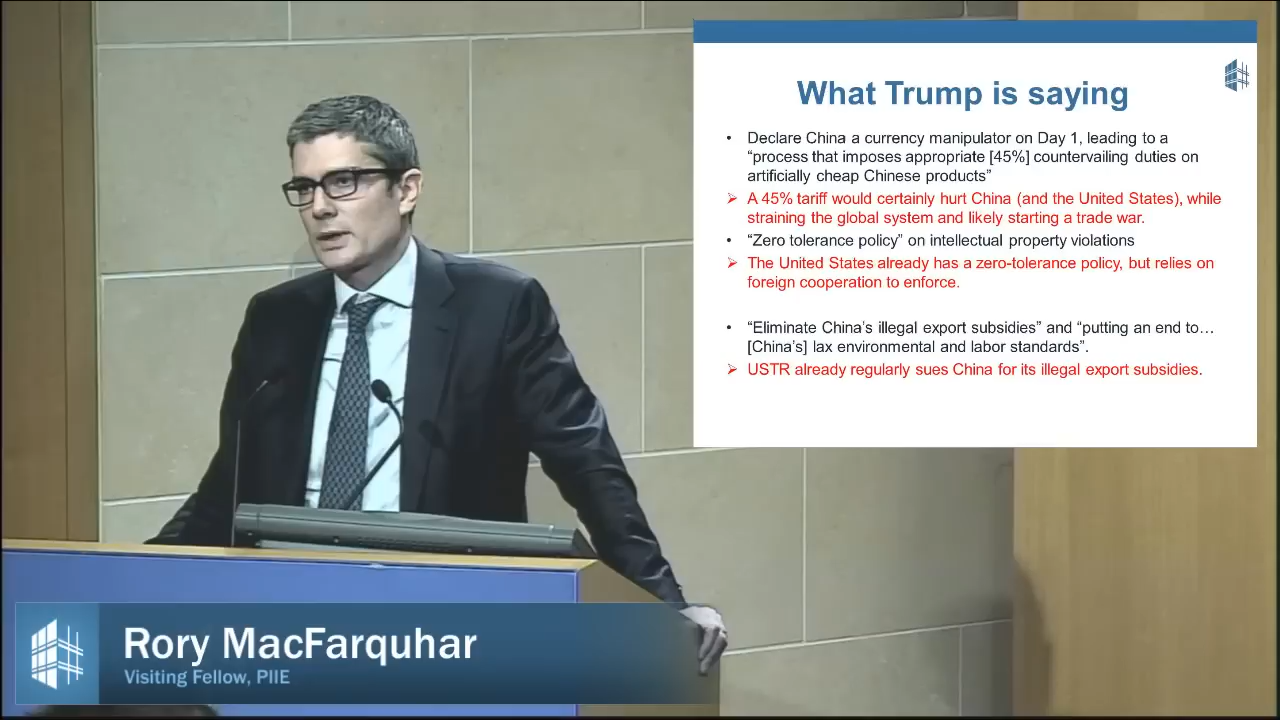 What Trump is saying
• Declare China a currency manipulator on Day 1, leading to a
“process that imposes appropriate [45%] countervailing duties on
artificially cheap Chinese products”
➢ A 45% tariff would certainly hurt China (and the United States), while
straining the global system and likely starting a trade war.
• “Zero tolerance policy” on intellectual property violations
➢ The United States already has a zero-tolerance policy, but relies on
foreign cooperation to enforce.
• “Eliminate China’s illegal export subsidies” and “putting an end to…
[China’s] lax environmental and labor standards”.
➢ USTR already regularly sues China for its illegal export subsidies.
Rory MacFarquhar
Visiting Fellow, PIIE